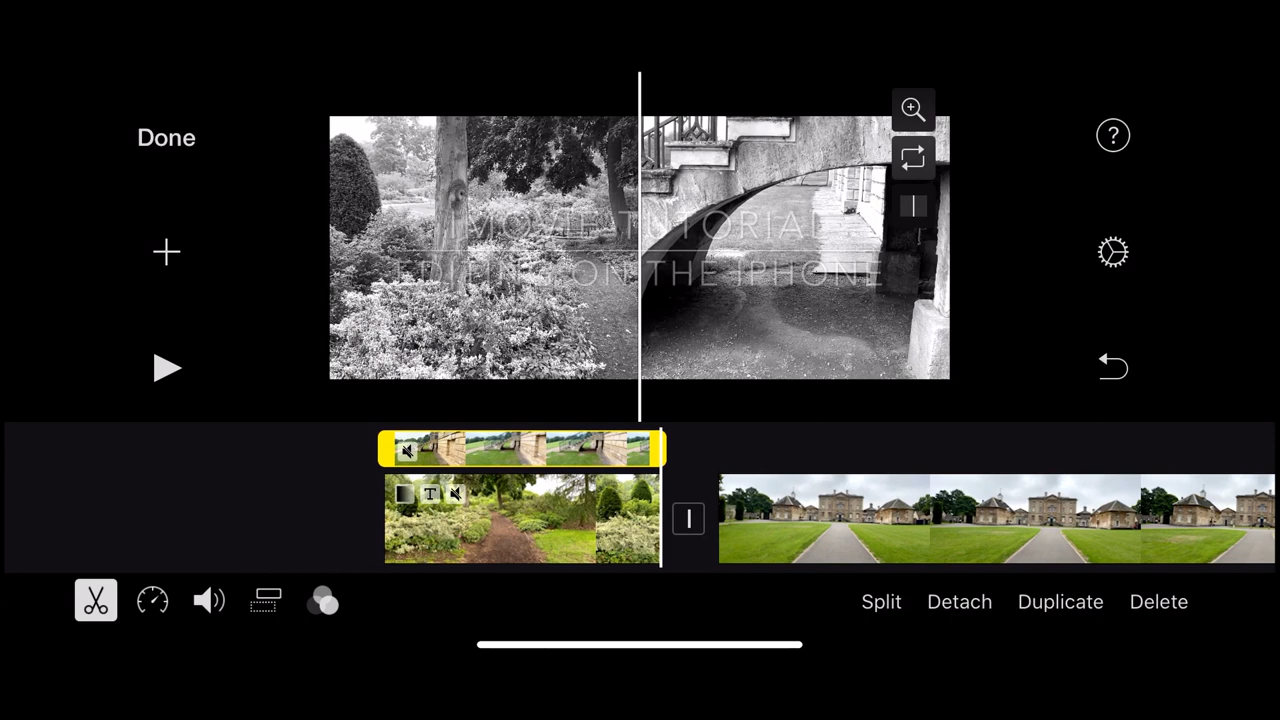 Done
?
IMOVIE TUTORIAL
EDITING ON THE IPHONE
T
Split Detach Duplicate Delete